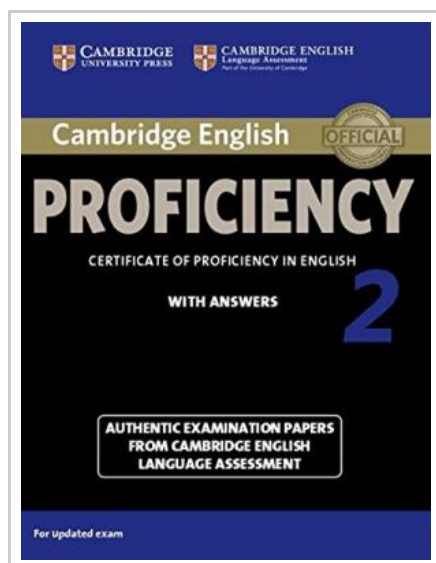 CAMBRIDGE
UNIVERSITY PRESS
CAMBRIDGE ENGLISH
Language Assessment
Part of the University of Cambridge
Cambridge English
OFFICIAL
PROFICIENCY
CERTIFICATE OF PROFICIENCY IN ENGLISH
WITH ANSWERS
2
AUTHENTIC EXAMINATION PAPERS
FROM CAMBRIDGE ENGLISH
LANGUAGE ASSESSMENT
For updated exam